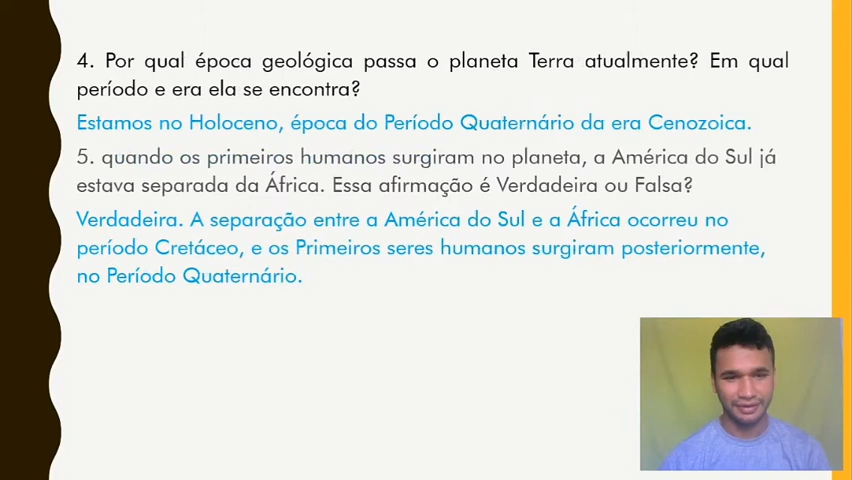 4. Por qual época geológica passa o planeta Terra atualmente? Em qual
período e era ela se encontra?
Estamos no Holoceno, época do Período Quaternário da era Cenozoica.
5. quando os primeiros humanos surgiram no planeta, a América do Sul já
estava separada da África. Essa afirmação é Verdadeira ou Falsa?
Verdadeira. A separação entre a América do Sul e a África ocorreu no
período Cretáceo, e os Primeiros seres humanos surgiram posteriormente,
no Período Quaternário.